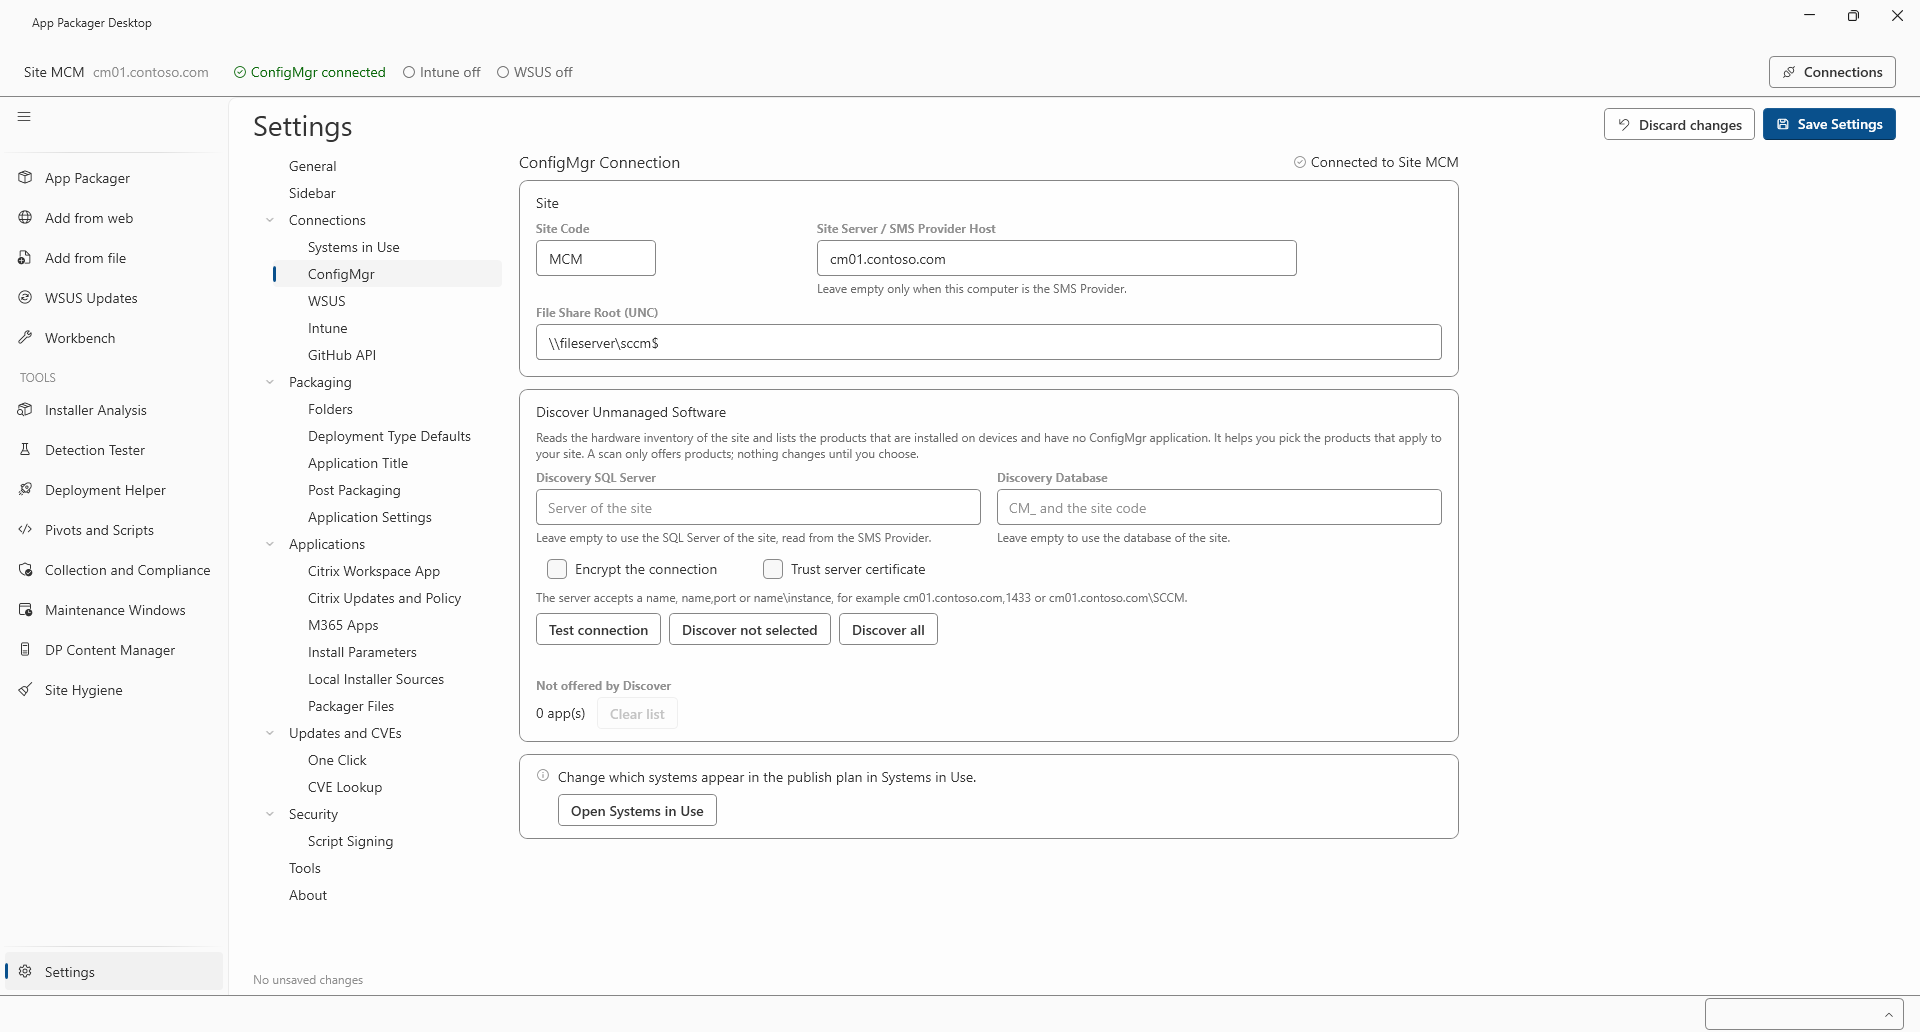 App Packager Desktop
Site MCM cm01.contoso.com ConfigMgr connected Intune off WSUS off Connections
Settings Discard changes Save Settings
App Packager
Add from web
Add from file
WSUS Updates
Workbench
TOOLS
Installer Analysis
Detection Tester
Deployment Helper
Pivots and Scripts
Collection and Compliance
Maintenance Windows
DP Content Manager
Site Hygiene
Settings
General
Sidebar
Connections
Systems in Use
ConfigMgr
WSUS
Intune
GitHub API
Packaging
Folders
Deployment Type Defaults
Application Title
Post Packaging
Application Settings
Applications
Citrix Workspace App
Citrix Updates and Policy
M365 Apps
Install Parameters
Local Installer Sources
Packager Files
Updates and CVEs
One Click
CVE Lookup
Security
Script Signing
Tools
About
No unsaved changes
ConfigMgr Connection Connected to Site MCM
Site
Site Code Site Server / SMS Provider Host
MCM cm01.contoso.com
Leave empty only when this computer is the SMS Provider.
File Share Root (UNC)
\\fileserver\sccm$
Discover Unmanaged Software
Reads the hardware inventory of the site and lists the products that are installed on devices and have no ConfigMgr application. It helps you pick the products that apply to
your site. A scan only offers products; nothing changes until you choose.
Discovery SQL Server Discovery Database
Server of the site CM_ and the site code
Leave empty to use the SQL Server of the site, read from the SMS Provider. Leave empty to use the database of the site.
Encrypt the connection Trust server certificate
The server accepts a name, name,port or name\instance, for example cm01.contoso.com,1433 or cm01.contoso.com\SCCM.
Test connection Discover not selected Discover all
Not offered by Discover
0 app(s) Clear list
Change which systems appear in the publish plan in Systems in Use.
Open Systems in Use